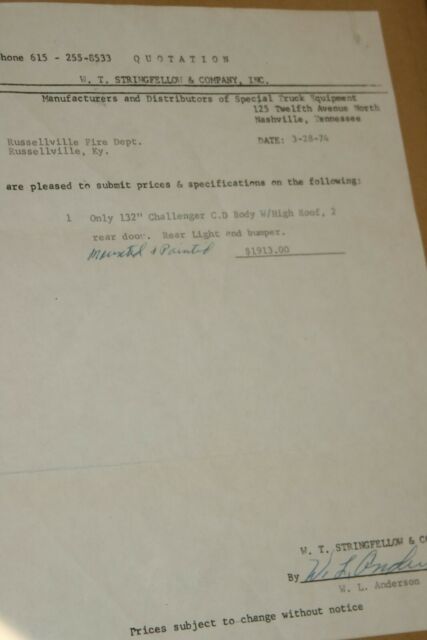 hone 615 - 255-8533 QUOTATION
W. T. STRINGFELLOW & COMPANY, INC.
Manufacturers and Distributors of Special Truck Equipment
125 Twelfth Avenue North
Nashville, Tennessee
Russellville Fire Dept.
DATE: 3-28-74
Russellville, Ky.
are pleased to submit prices & specifications on the following:
1 Only 132" Challenger C.D Body W/High Roof, 2
rear door. Rear Light and bumper.
Mounted & Painted $1913.00
W. T. STRINGFELLOW & CO
By W. L. Ander
W. L. Anderson
Prices subject to change without notice